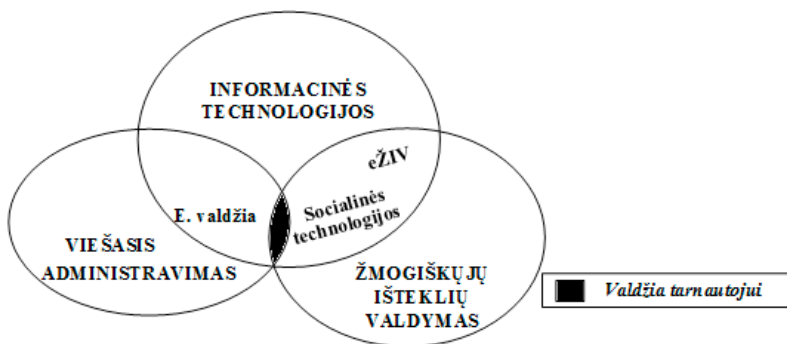 INFORMACINĖS
TECHNOLOGIJOS
eŽIV
E. valdžia
Socialinės
technologijos
VIEŠASIS
ADMINISTRAVIMAS
ŽMOGIŠKŲJŲ
IŠTEKLIŲ
VALDYMAS
Valdžia tarnautojui